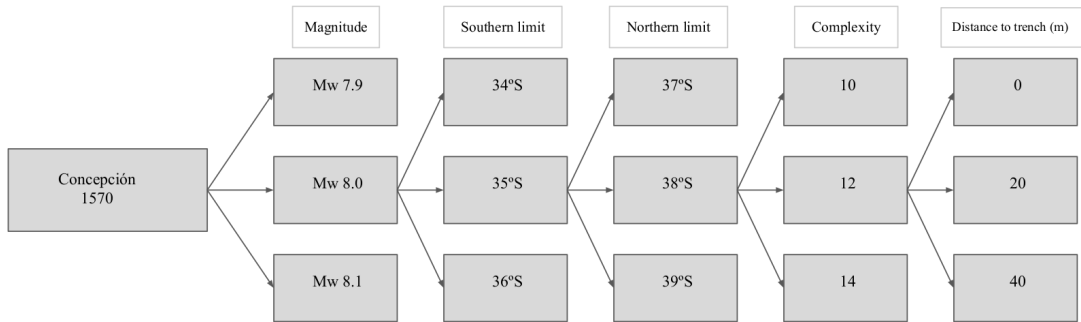 Magnitude
Southern limit
Northern limit
Complexity
Distance to trench (m)
Mw 7.9
34ºS
37ºS
10
0
Concepción
1570
Mw 8.0
35ºS
38ºS
12
20
Mw 8.1
36ºS
39ºS
14
40